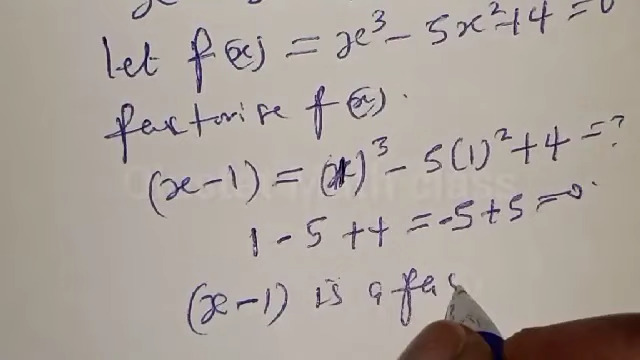 let f(x) = x³ - 5x² + 4 = 0
factorise f(x).
(x-1) = (1)³ - 5(1)² + 4 = ?
1 - 5 + 4 = -5 + 5 = 0.
(x-1) is a fac